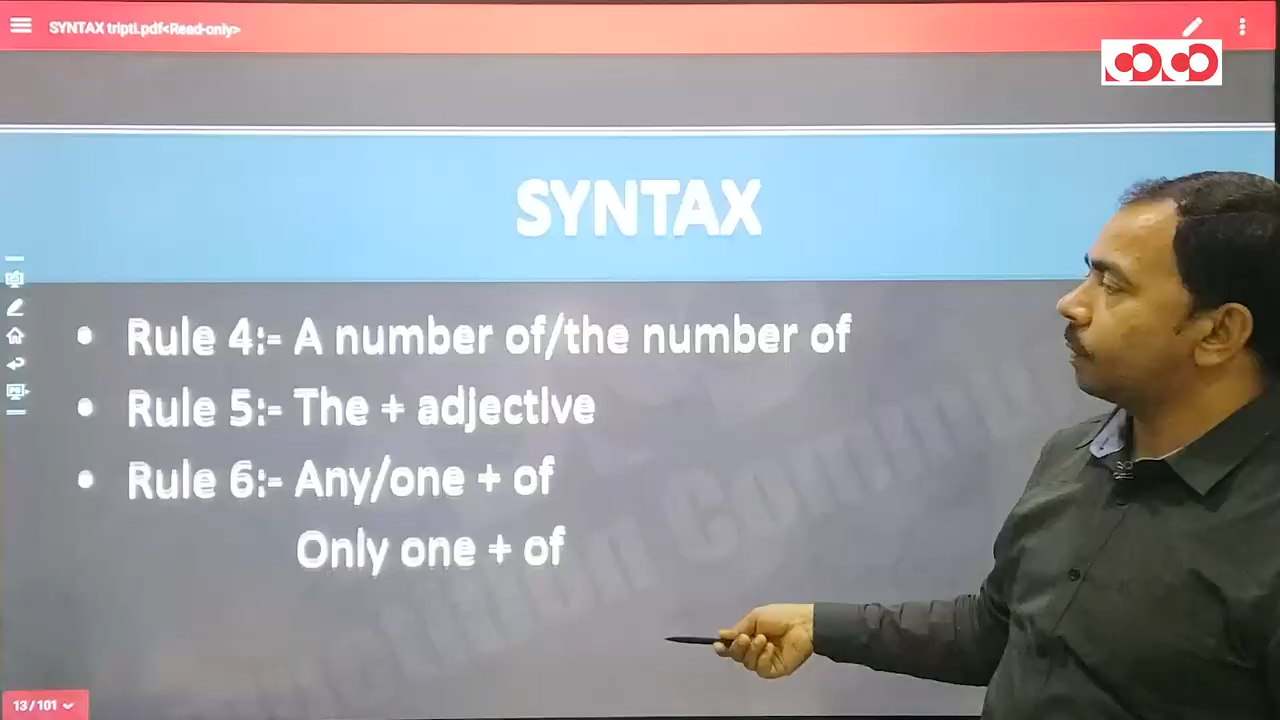 SYNTAX tripti.pdf<Read-only>
SYNTAX
Rule 4:- A number of/the number of
Rule 5:- The + adjective
Rule 6:- Any/one + of
Only one + of
13/101